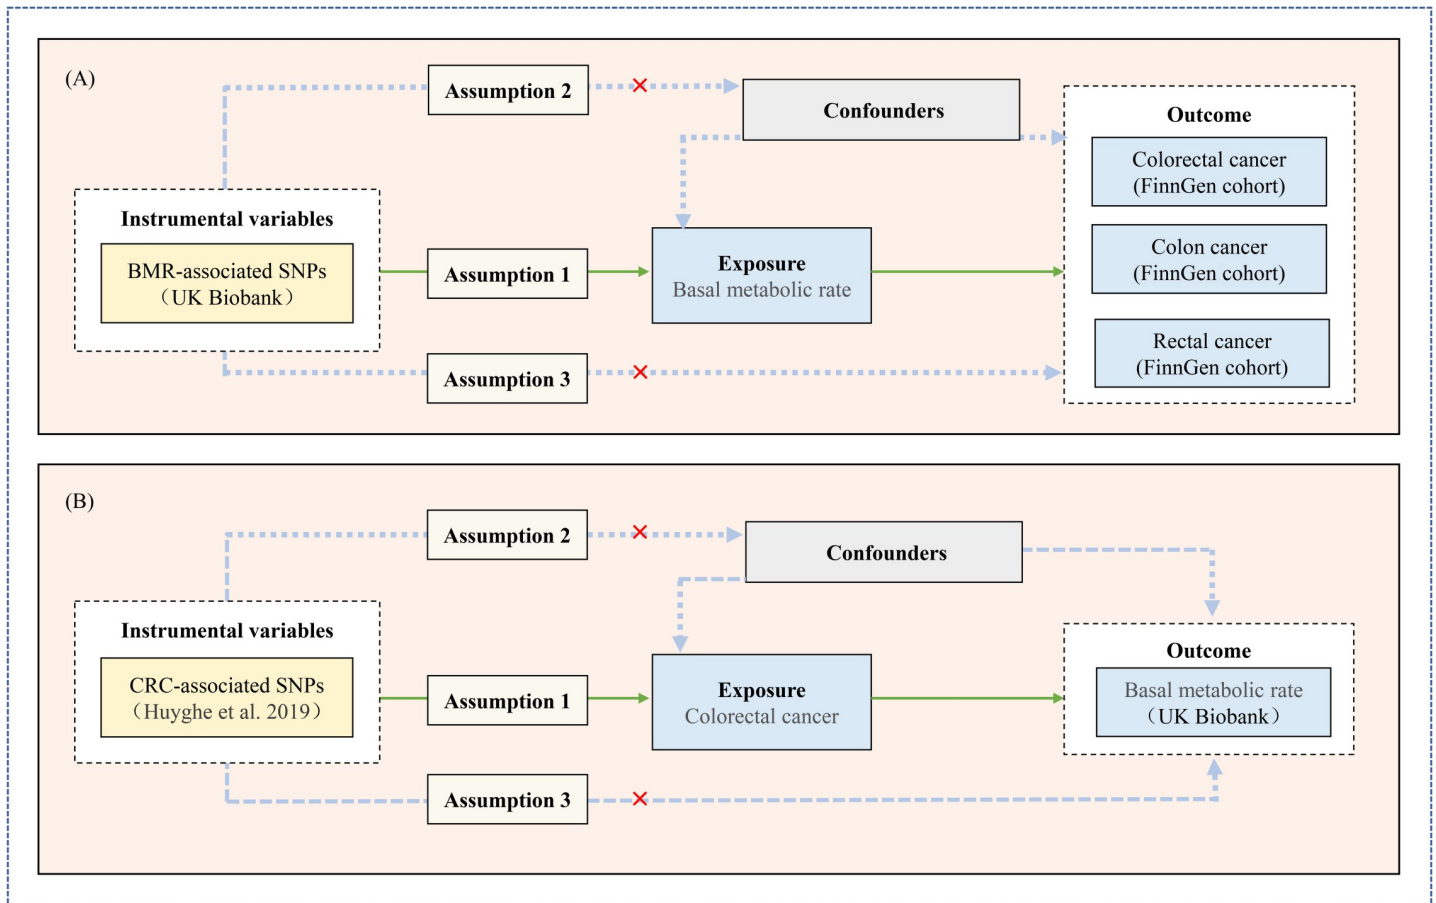 (A)
Assumption 2
Confounders
Outcome
Colorectal cancer
(FinnGen cohort)
Colon cancer
(FinnGen cohort)
Rectal cancer
(FinnGen cohort)
Instrumental variables
BMR-associated SNPs
（UK Biobank）
Assumption 1
Exposure
Basal metabolic rate
Assumption 3
(B)
Assumption 2
Confounders
Instrumental variables
CRC-associated SNPs
（Huyghe et al. 2019）
Assumption 1
Exposure
Colorectal cancer
Outcome
Basal metabolic rate
（UK Biobank）
Assumption 3